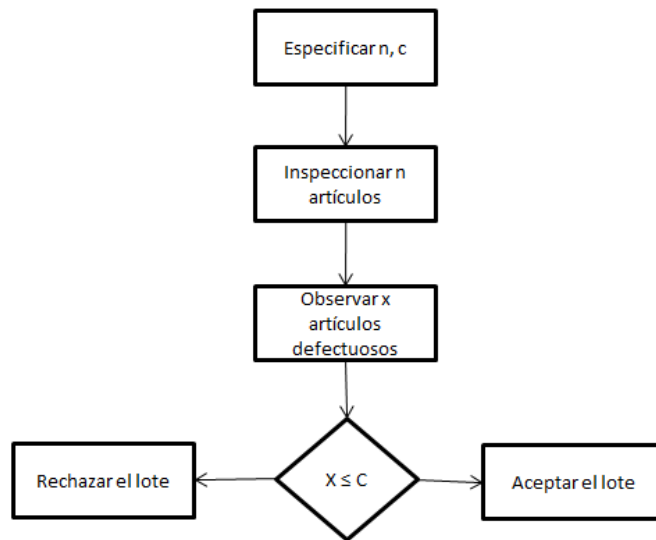 Especificar n, c
Inspeccionar n
artículos
Observar x
artículos
defectuosos
Rechazar el lote
X ≤ C
Aceptar el lote